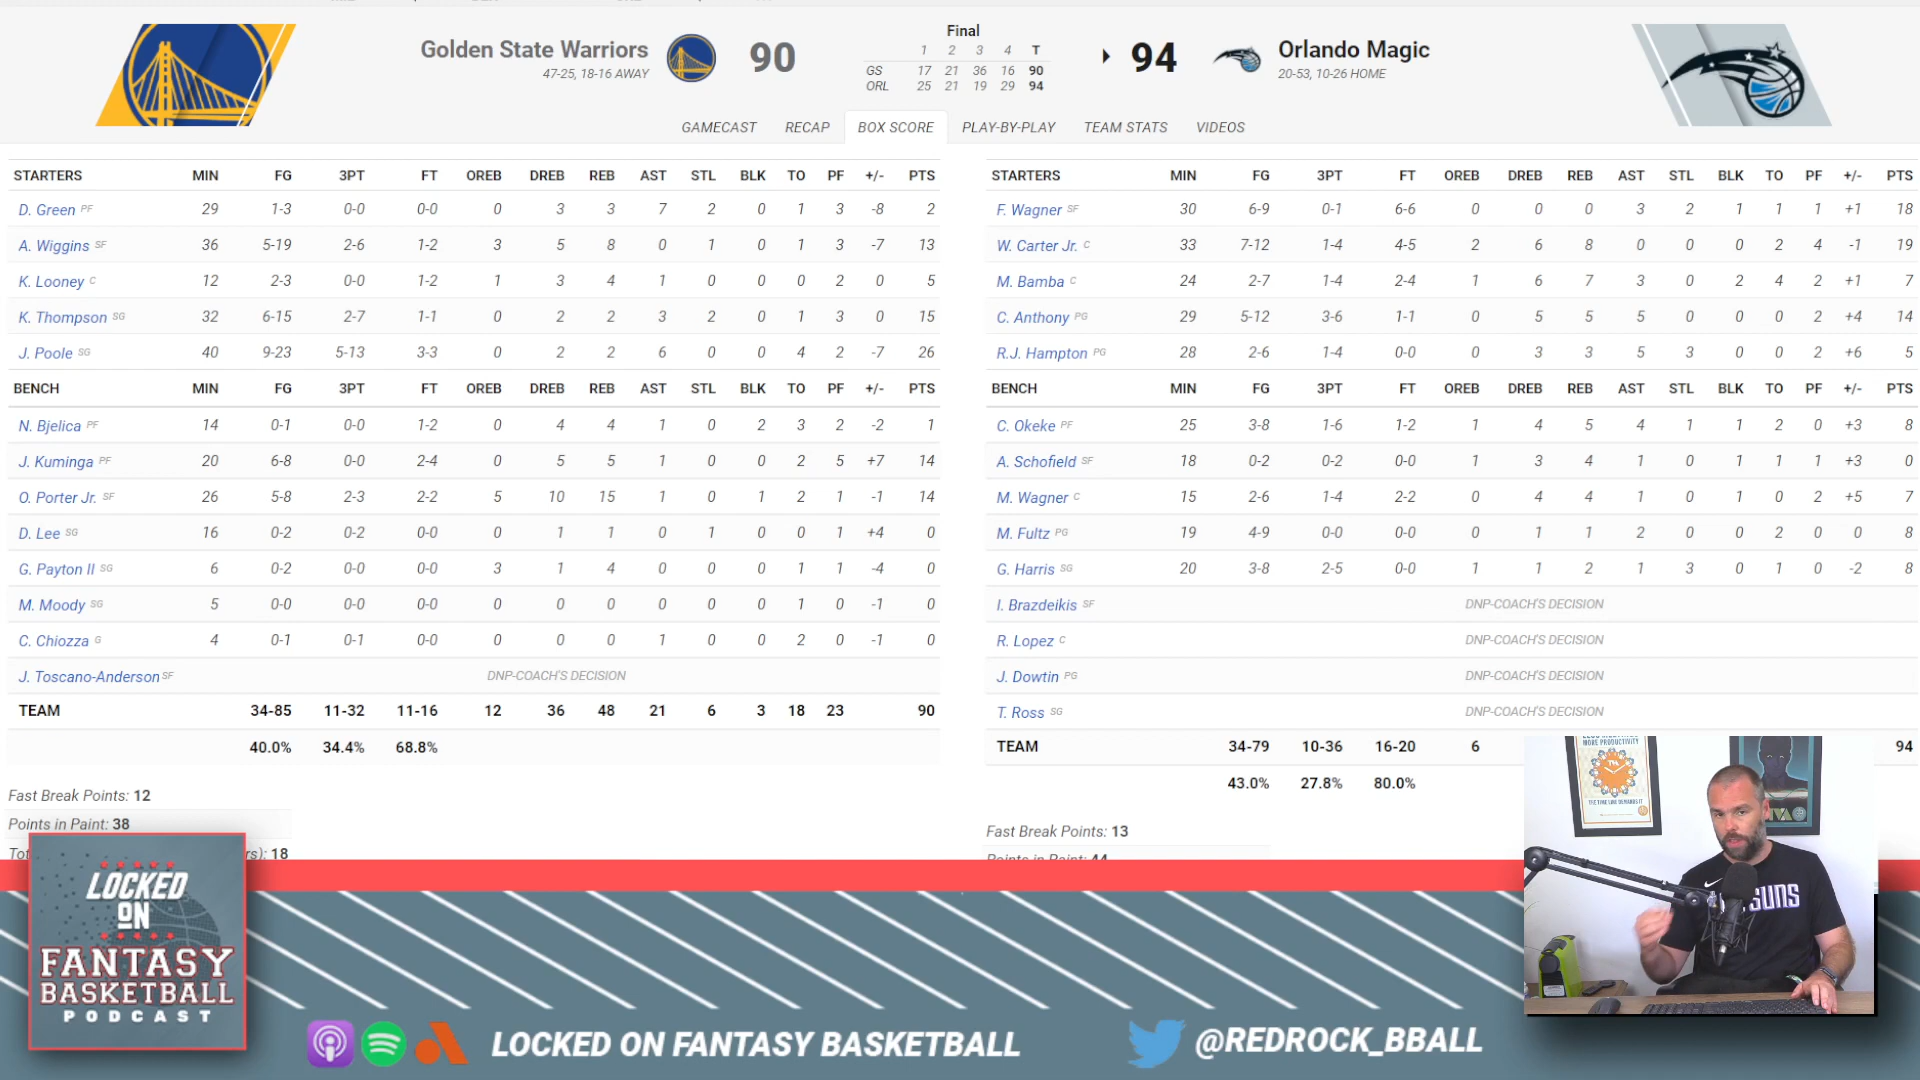 Final
Golden State Warriors
47-25, 18-16 AWAY
90
1 2 3 4 T
GS 17 21 36 16 90
ORL 25 21 19 29 94
94
Orlando Magic
20-53, 10-26 HOME
GAMECAST RECAP BOX SCORE PLAY-BY-PLAY TEAM STATS VIDEOS
STARTERS MIN FG 3PT FT OREB DREB REB AST STL BLK TO PF +/- PTS
D. Green PF 29 1-3 0-0 0-0 0 3 3 7 2 0 1 3 -8 2
A. Wiggins SF 36 5-19 2-6 1-2 3 5 8 0 1 0 1 3 -7 13
K. Looney C 12 2-3 0-0 1-2 1 3 4 1 0 0 0 2 0 5
K. Thompson SG 32 6-15 2-7 1-1 0 2 2 3 2 0 1 3 0 15
J. Poole SG 40 9-23 5-13 3-3 0 2 2 6 0 0 4 2 -7 26
BENCH MIN FG 3PT FT OREB DREB REB AST STL BLK TO PF +/- PTS
N. Bjelica PF 14 0-1 0-0 1-2 0 4 4 1 0 2 3 2 -2 1
J. Kuminga PF 20 6-8 0-0 2-4 0 5 5 1 0 0 2 5 +7 14
O. Porter Jr. SF 26 5-8 2-3 2-2 5 10 15 1 0 1 2 1 -1 14
D. Lee SG 16 0-2 0-2 0-0 0 1 1 0 1 0 0 1 +4 0
G. Payton II SG 6 0-2 0-0 0-0 3 1 4 0 0 0 1 1 -4 0
M. Moody SG 5 0-0 0-0 0-0 0 0 0 0 0 0 1 0 -1 0
C. Chiozza G 4 0-1 0-1 0-0 0 0 0 1 0 0 2 0 -1 0
J. Toscano-Anderson SF DNP-COACH'S DECISION
TEAM 34-85 11-32 11-16 12 36 48 21 6 3 18 23 90
40.0% 34.4% 68.8%
Fast Break Points: 12
Points in Paint: 38
rs): 18
STARTERS MIN FG 3PT FT OREB DREB REB AST STL BLK TO PF +/- PTS
F. Wagner SF 30 6-9 0-1 6-6 0 0 0 3 2 1 1 1 +1 18
W. Carter Jr. C 33 7-12 1-4 4-5 2 6 8 0 0 0 2 4 -1 19
M. Bamba C 24 2-7 1-4 2-4 1 6 7 3 0 2 4 2 +1 7
C. Anthony PG 29 5-12 3-6 1-1 0 5 5 5 0 0 0 2 +4 14
R.J. Hampton PG 28 2-6 1-4 0-0 0 3 3 5 3 0 0 2 +6 5
BENCH MIN FG 3PT FT OREB DREB REB AST STL BLK TO PF +/- PTS
C. Okeke PF 25 3-8 1-6 1-2 1 4 5 4 1 1 2 0 +3 8
A. Schofield SF 18 0-2 0-2 0-0 1 3 4 1 0 1 1 1 +3 0
M. Wagner C 15 2-6 1-4 2-2 0 4 4 1 0 1 0 2 +5 7
M. Fultz PG 19 4-9 0-0 0-0 0 1 1 2 0 0 2 0 0 8
G. Harris SG 20 3-8 2-5 0-0 1 1 2 1 3 0 1 0 -2 8
I. Brazdeikis SF DNP-COACH'S DECISION
R. Lopez C DNP-COACH'S DECISION
J. Dowtin PG DNP-COACH'S DECISION
T. Ross SG DNP-COACH'S DECISION
TEAM 34-79 10-36 16-20 6 94
43.0% 27.8% 80.0%
Fast Break Points: 13
Points in Paint: 44
MORE PRODUCTIVITY
SUNS
LOCKED
ON
FANTASY
BASKETBALL
PODCAST
LOCKED ON FANTASY BASKETBALL
@REDROCK_BBALL